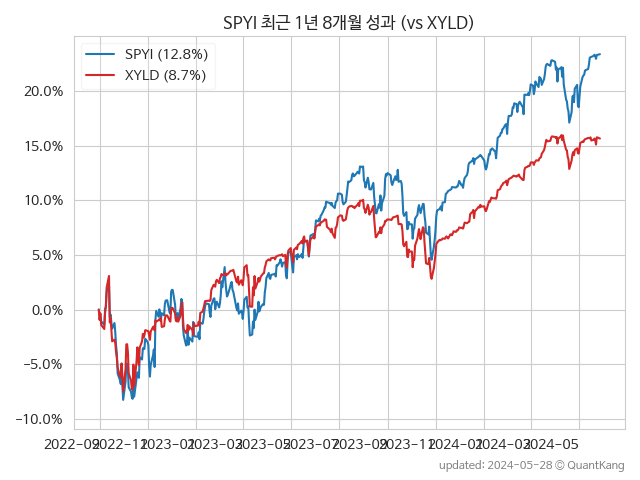 SPYI 최근 1년 8개월 성과 (vs XYLD)
SPYI (12.8%)
XYLD (8.7%)
20.0%
15.0%
10.0%
5.0%
0.0%
−5.0%
−10.0%
2022-09 2022-11 2023-01 2023-03 2023-05 2023-07 2023-09 2023-11 2024-01 2024-03 2024-05
updated: 2024-05-28 © QuantKang